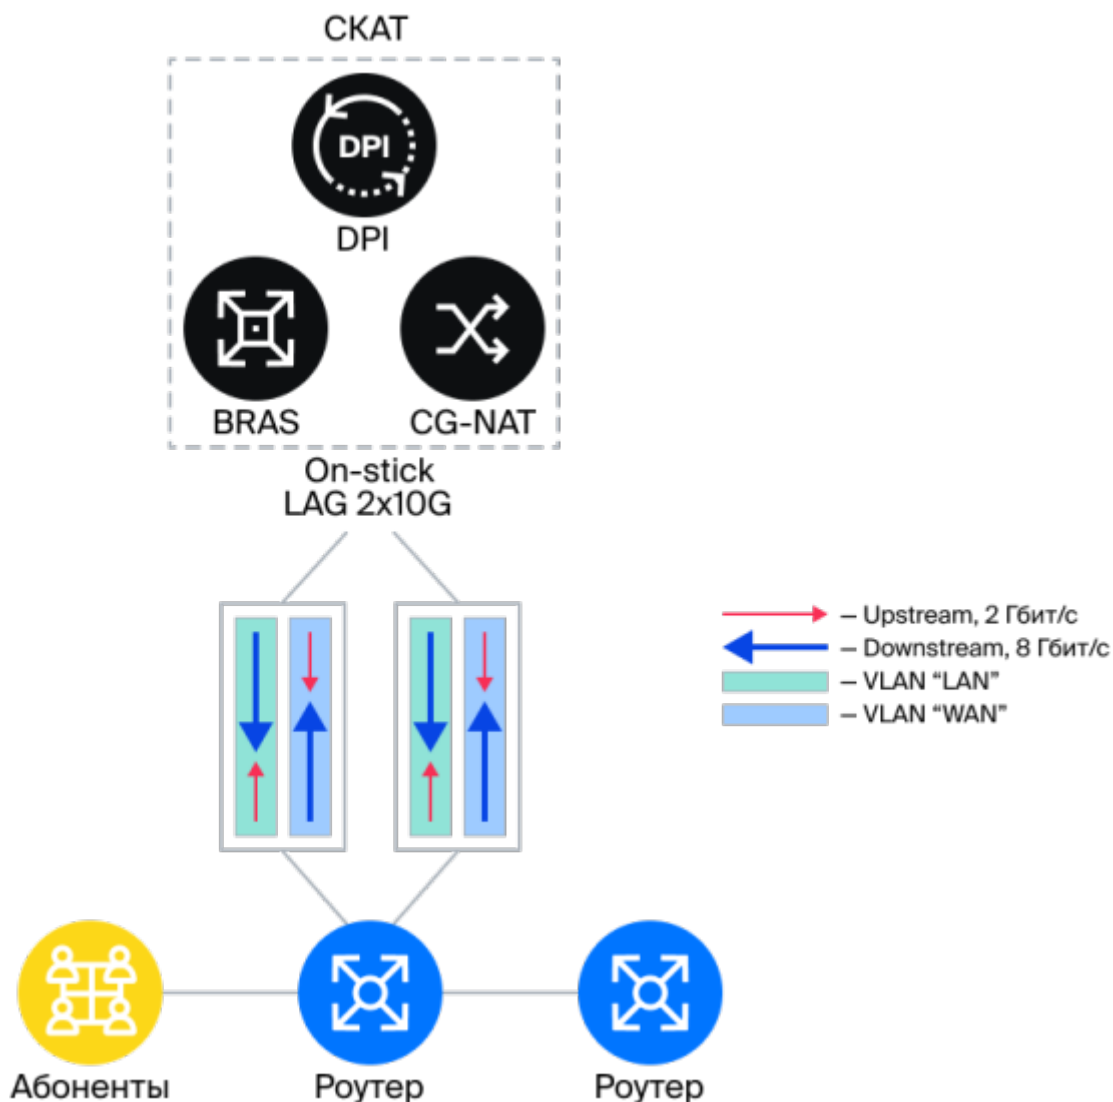 СКАТ
DPI
DPI
BRAS
CG-NAT
On-stick
LAG 2x10G
– Upstream, 2 Гбит/с
– Downstream, 8 Гбит/с
– VLAN “LAN”
– VLAN “WAN”
Абоненты
Роутер
Роутер